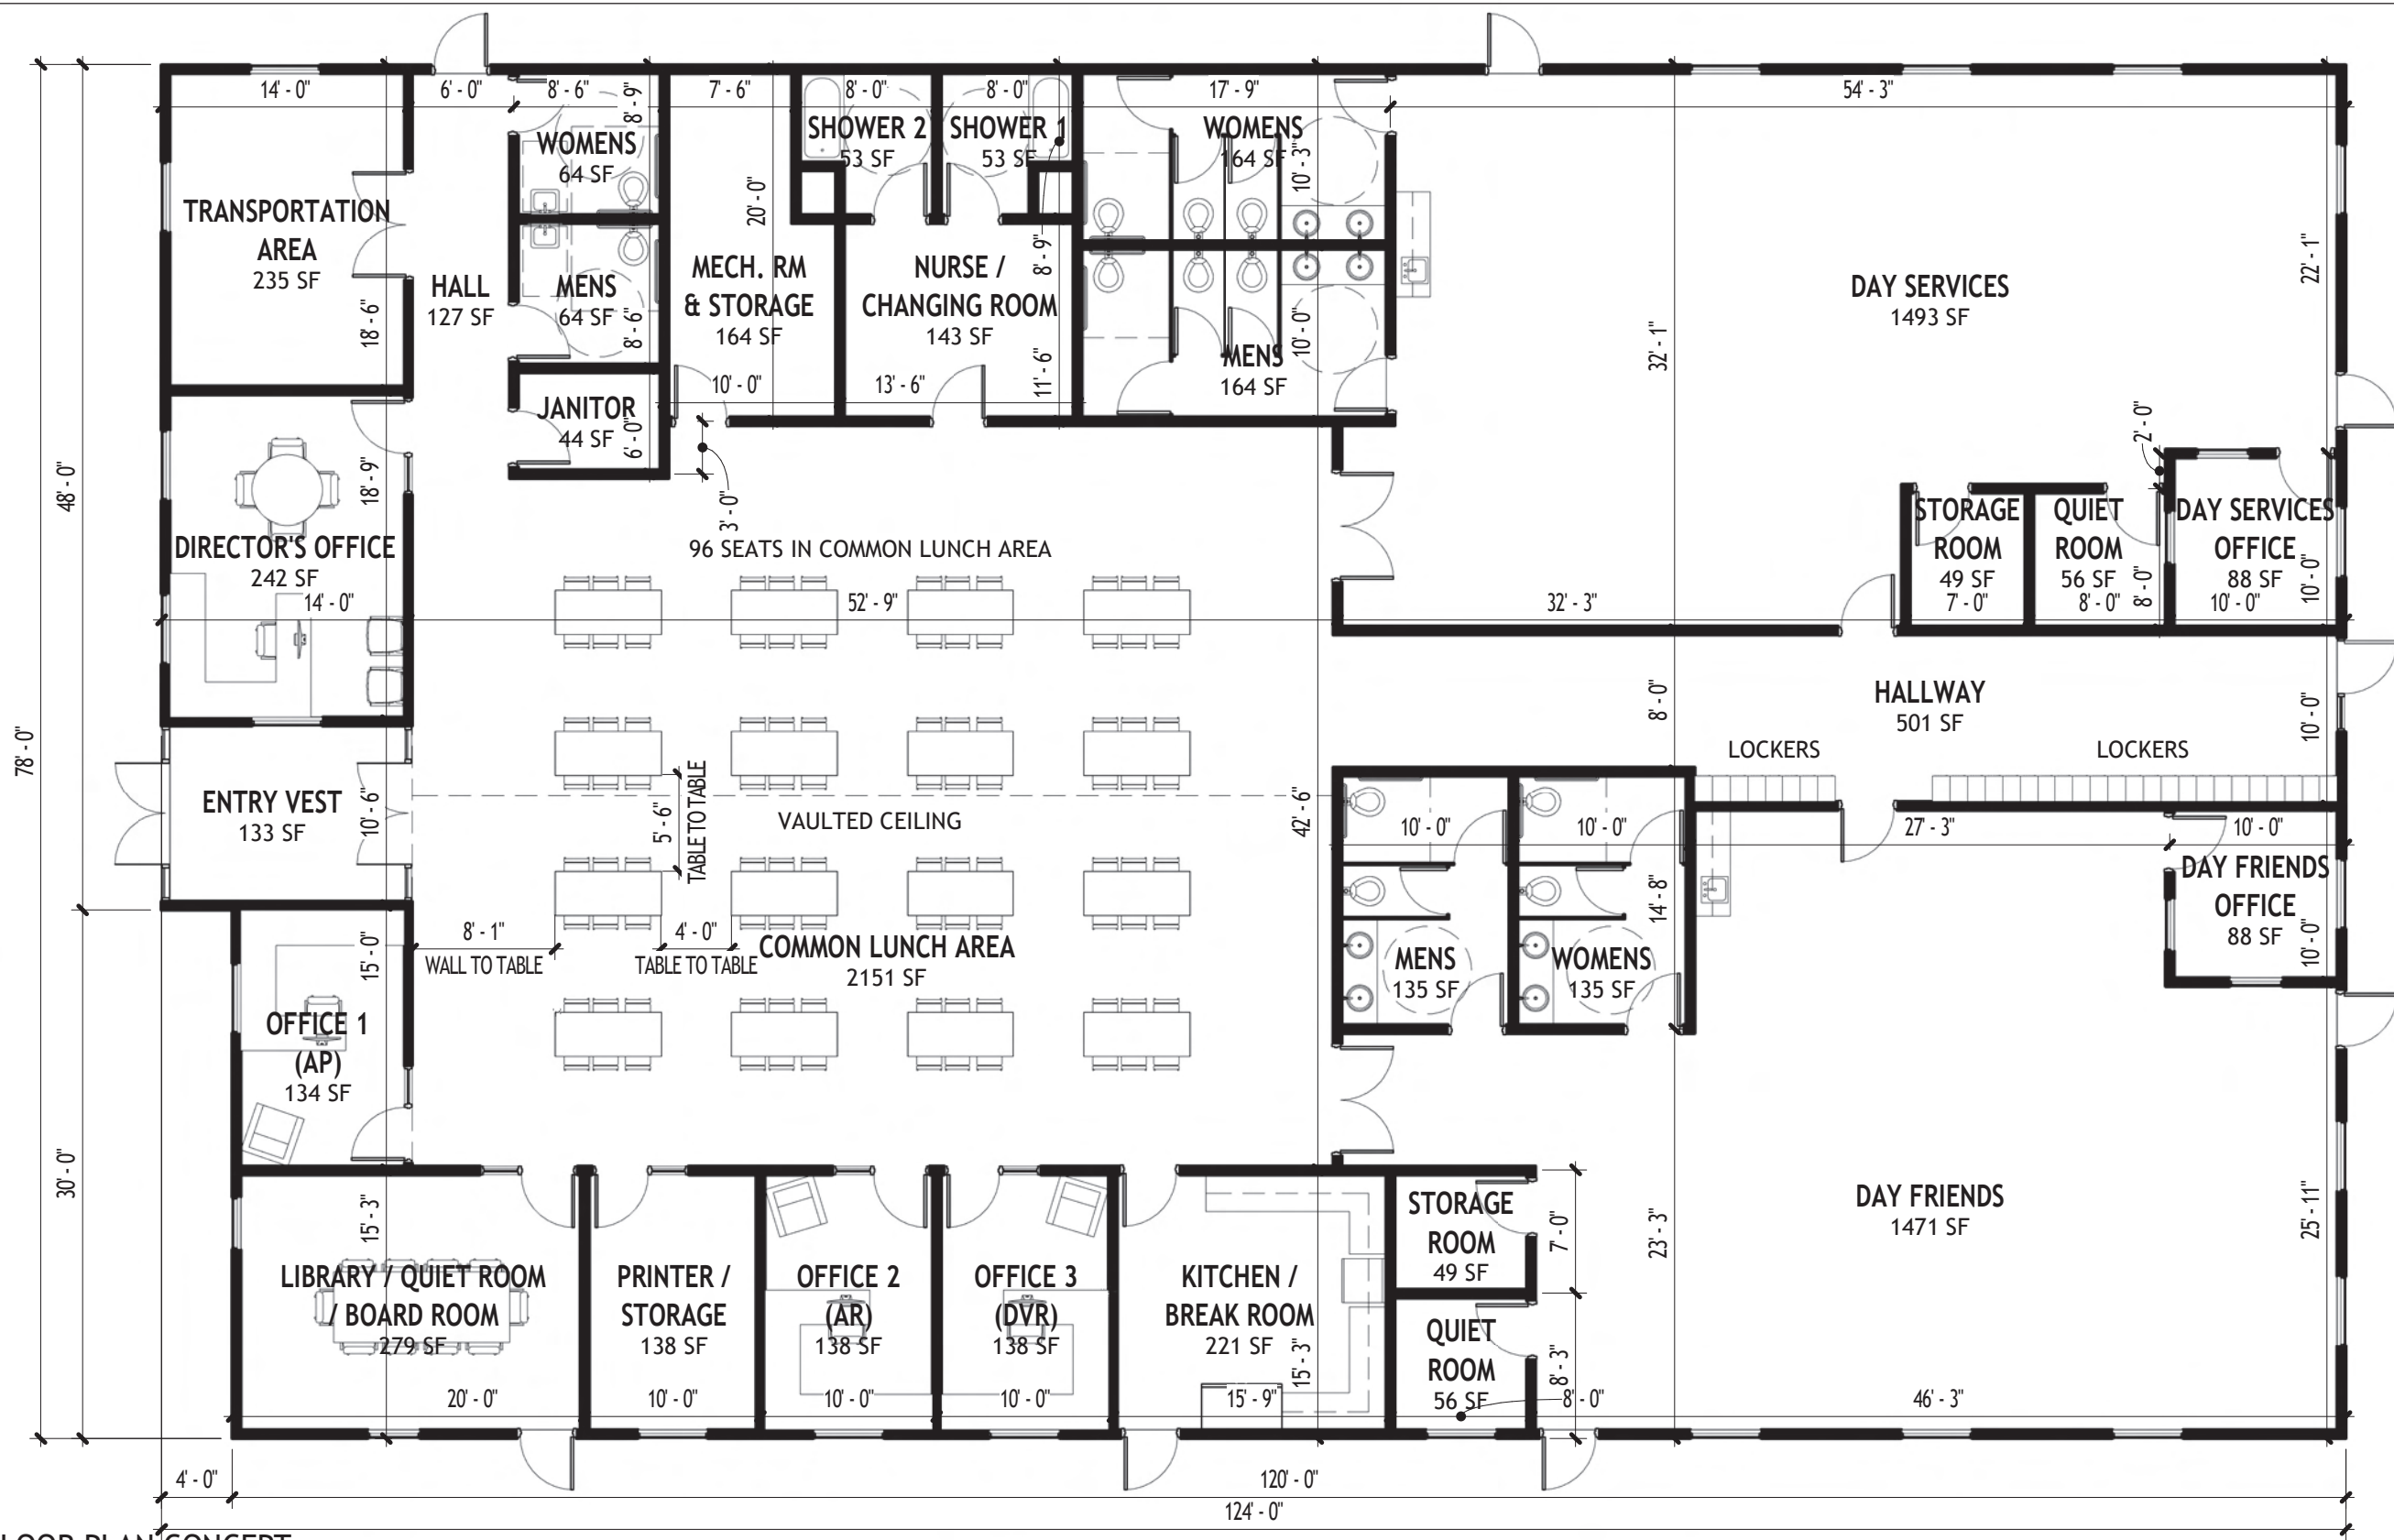 14' - 0"
6' - 0"
8' - 6"
8' - 9"
7' - 6"
8' - 0"
8' - 0"
17' - 9"
54' - 3"
WOMENS
64 SF
SHOWER 2
53 SF
SHOWER 1
53 SF
WOMENS
164 SF
10' - 3"
TRANSPORTATION
AREA
235 SF
18' - 6"
HALL
127 SF
MENS
64 SF
8' - 6"
20' - 0"
MECH. RM
& STORAGE
164 SF
10' - 0"
NURSE /
CHANGING ROOM
143 SF
8' - 9"
11' - 6"
13' - 6"
MENS
164 SF
10' - 0"
DAY SERVICES
1493 SF
32' - 1"
22' - 1"
JANITOR
44 SF
6' - 0"
3' - 0"
2' - 0"
48' - 0"
78' - 0"
30' - 0"
18' - 9"
DIRECTOR'S OFFICE
242 SF
14' - 0"
96 SEATS IN COMMON LUNCH AREA
52' - 9"
32' - 3"
STORAGE
ROOM
49 SF
7' - 0"
QUIET
ROOM
56 SF
8' - 0"
8' - 0"
DAY SERVICES
OFFICE
88 SF
10' - 0"
10' - 0"
HALLWAY
501 SF
8' - 0"
10' - 0"
LOCKERS
LOCKERS
ENTRY VEST
133 SF
10' - 6"
5' - 6"
TABLE TO TABLE
VAULTED CEILING
42' - 6"
10' - 0"
10' - 0"
27' - 3"
10' - 0"
DAY FRIENDS
OFFICE
88 SF
10' - 0"
14' - 8"
MENS
135 SF
WOMENS
135 SF
8' - 1"
WALL TO TABLE
4' - 0"
TABLE TO TABLE
COMMON LUNCH AREA
2151 SF
15' - 0"
OFFICE 1
(AP)
134 SF
15' - 3"
LIBRARY / QUIET ROOM
/ BOARD ROOM
279 SF
20' - 0"
PRINTER /
STORAGE
138 SF
10' - 0"
OFFICE 2
(AR)
138 SF
10' - 0"
OFFICE 3
(DVR)
138 SF
10' - 0"
KITCHEN /
BREAK ROOM
221 SF
15' - 3"
15' - 9"
STORAGE
ROOM
49 SF
7' - 0"
QUIET
ROOM
56 SF
8' - 3"
8' - 0"
23' - 3"
DAY FRIENDS
1471 SF
25' - 11"
46' - 3"
4' - 0"
120' - 0"
124' - 0"
LOOR PLAN CONCEPT